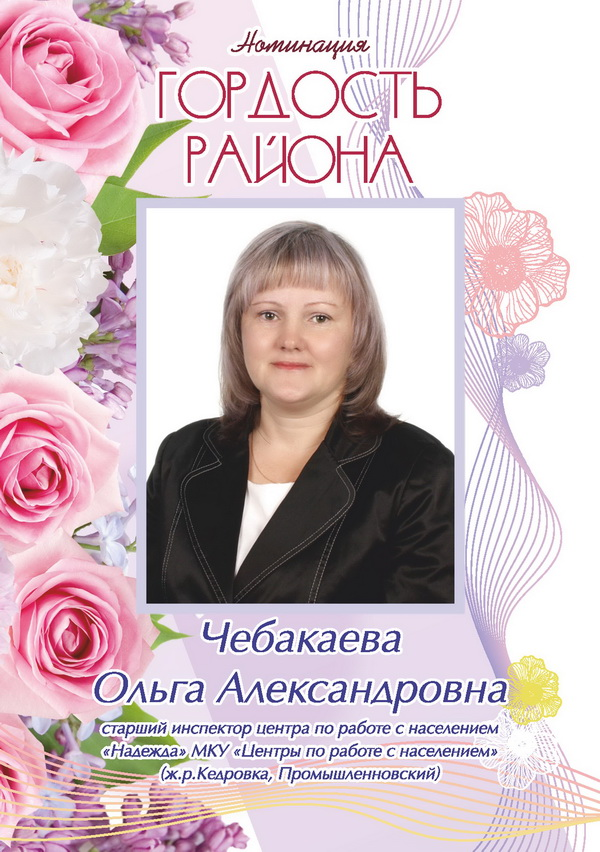 Номинация
ГОРДОСТЬ
РАЙОНА
Чебакаева
Ольга Александровна
старший инспектор центра по работе с населением
«Надежда» МКУ «Центры по работе с населением»
(ж.р.Кедровка, Промышленновский)